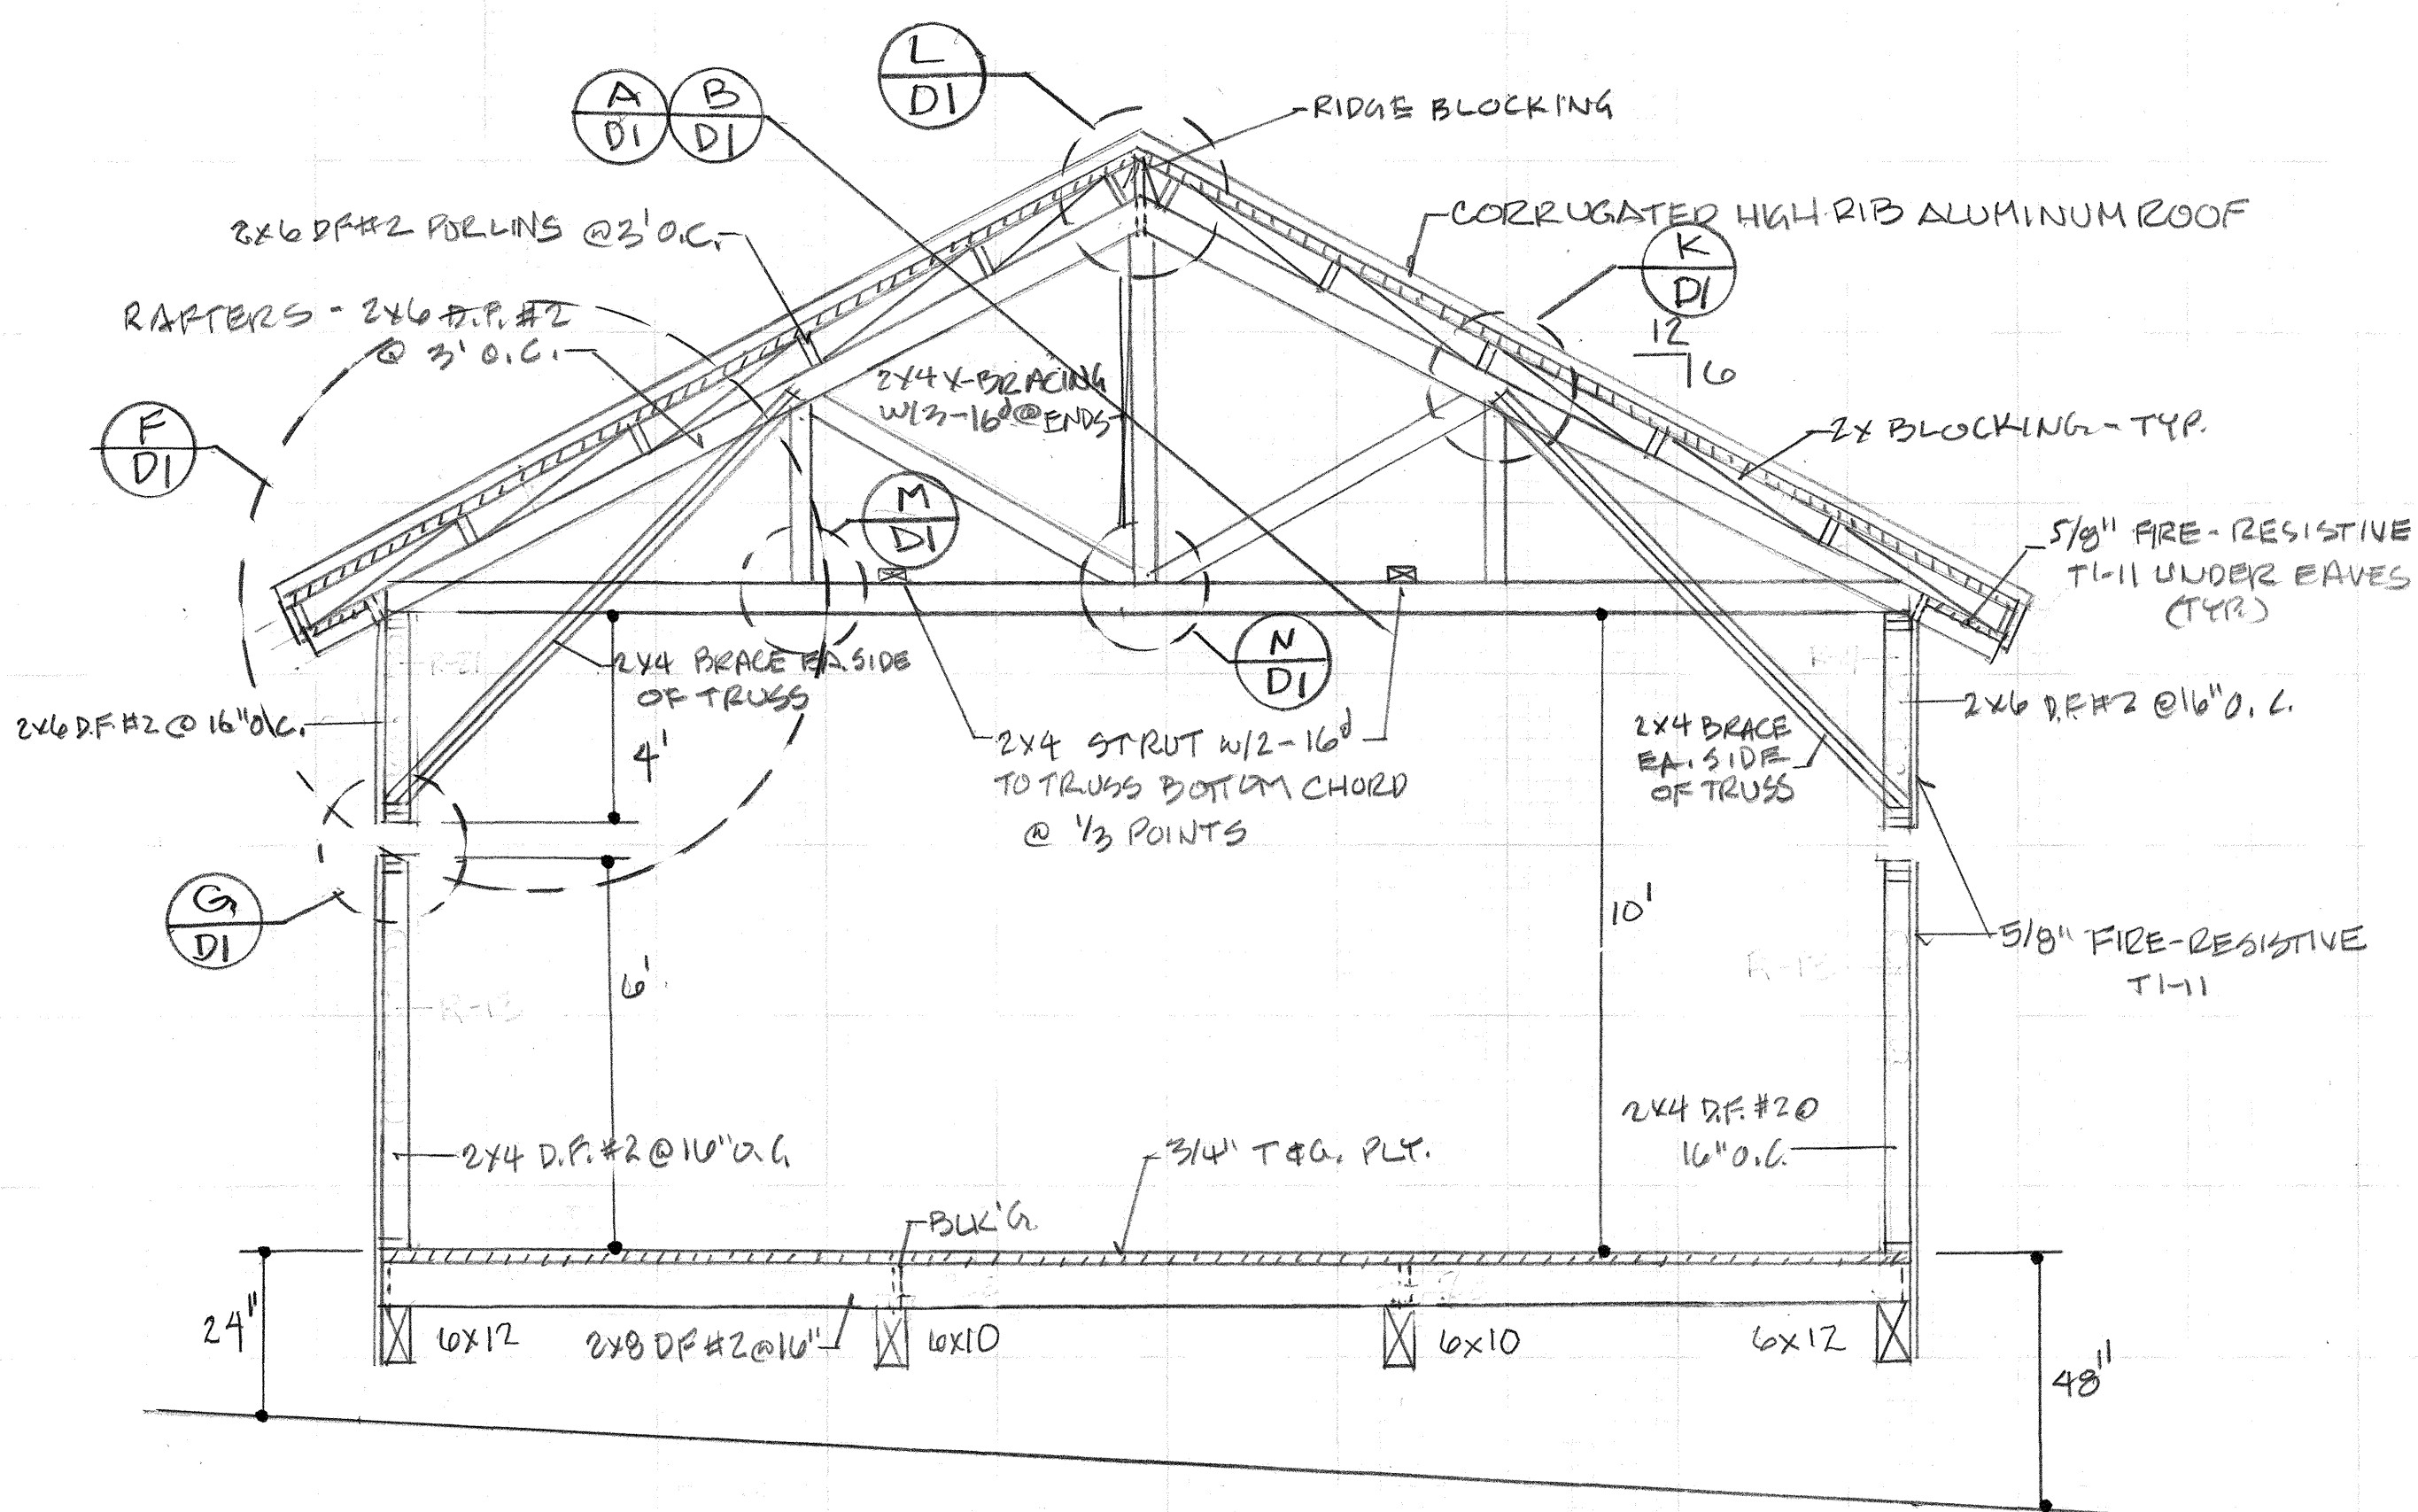 L
D1
A
D1
B
D1
RIDGE BLOCKING
CORRUGATED HIGH RIB ALUMINUM ROOF
2X6 DF#2 PURLINS @3' O.C.
K
D1
12
6
RAFTERS - 2X6 D.F. #2
@ 3' O.C.
2X4 X-BRACING
W/3-16d @ ENDS
F
D1
2X BLOCKING - TYP.
M
D1
5/8" FIRE-RESISTIVE
T1-11 UNDER EAVES
(TYP.)
N
D1
R-21
2X4 BRACE EA. SIDE
OF TRUSS
2X6 D.F. #2 @ 16" O.C.
4'
2X4 STRUT W/2-16d
TO TRUSS BOTTOM CHORD
@ 1/3 POINTS
2X4 BRACE
EA. SIDE
OF TRUSS
2X6 D.F. #2 @16" O.C.
G
D1
6'
10'
5/8" FIRE-RESISTIVE
T1-11
R-13
R-13
2X4 D.F. #2 @ 16" O.C.
3/4" T&G. PLY.
2X4 D.F. #2 @
16" O.C.
BLK'G.
24"
6X12
2X8 DF #2 @16"
6X10
6X10
6X12
48"